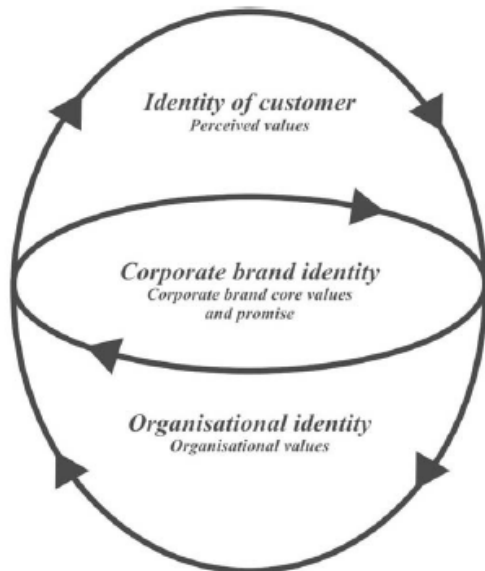 Identity of customer
Perceived values
Corporate brand identity
Corporate brand core values
and promise
Organisational identity
Organisational values